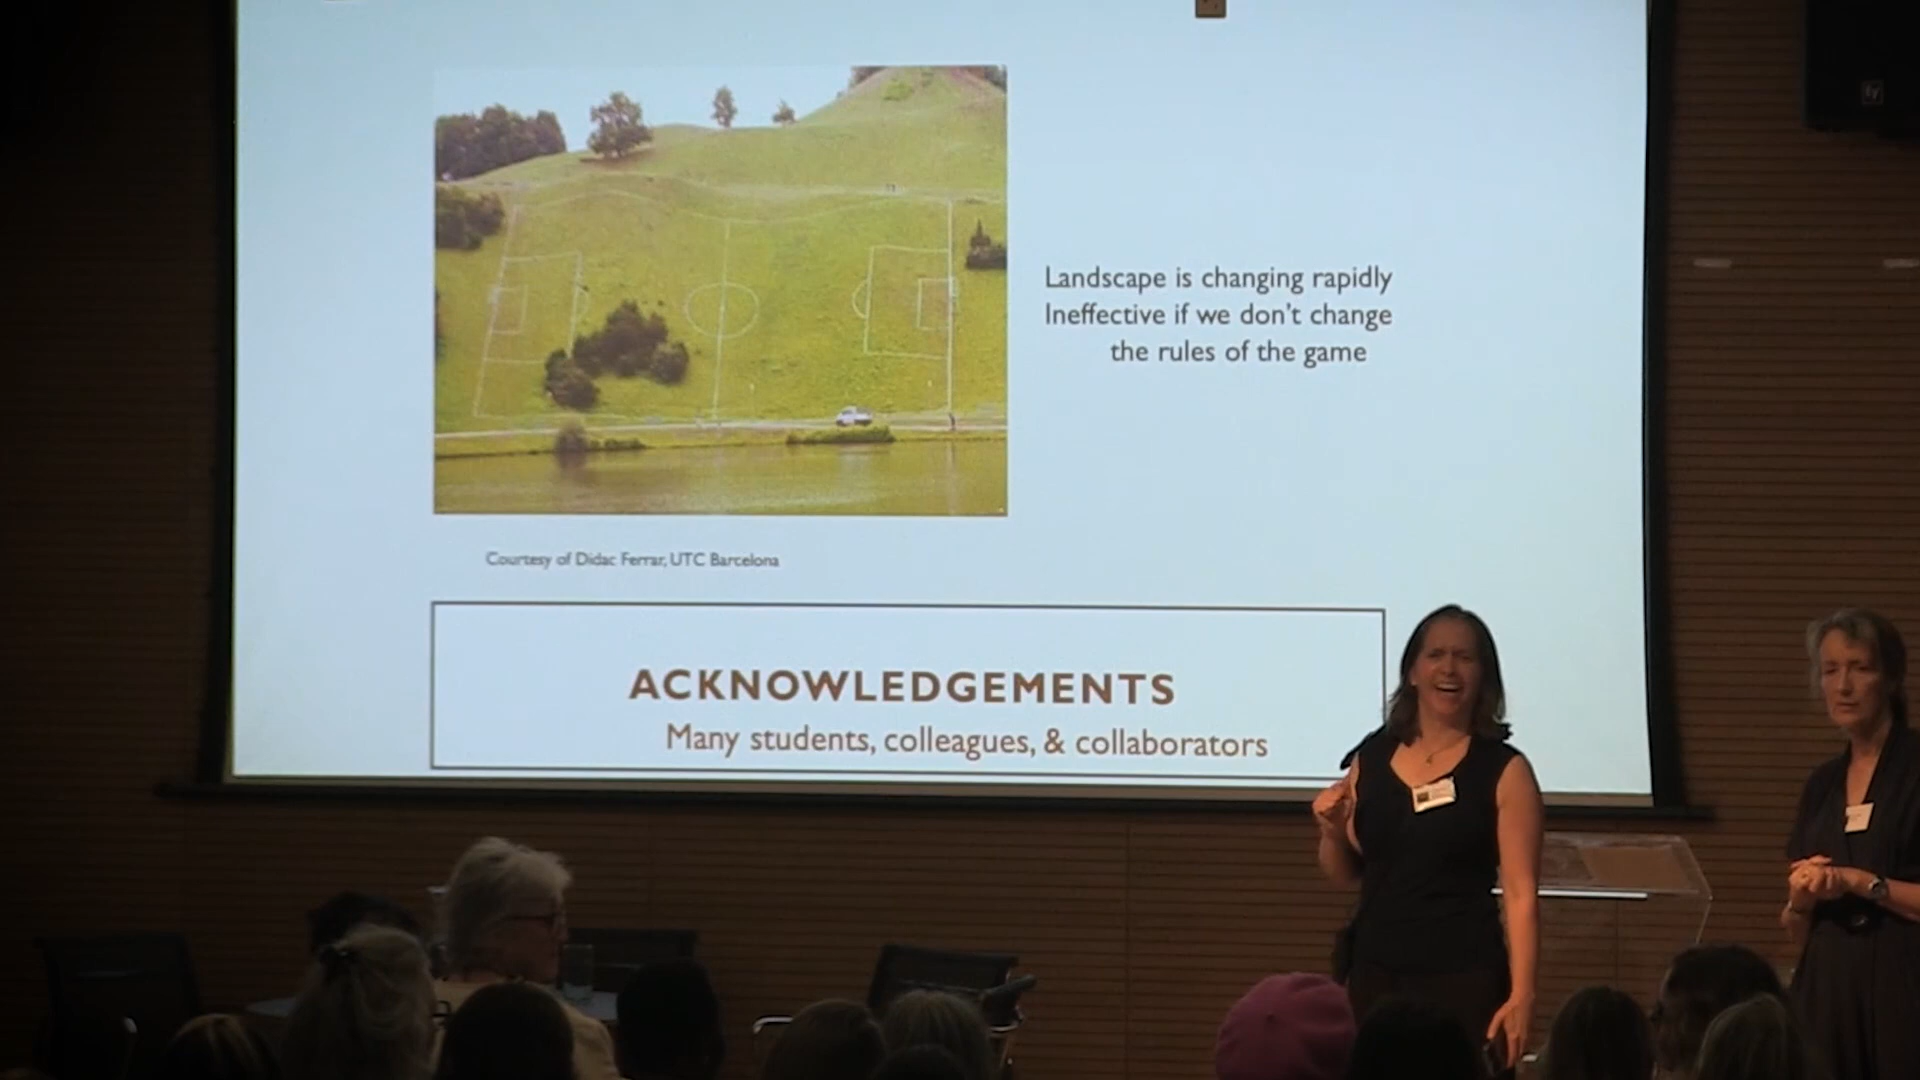 Landscape is changing rapidly
Ineffective if we don't change
the rules of the game
Courtesy of Didac Ferrar, UTC Barcelona
ACKNOWLEDGEMENTS
Many students, colleagues, & collaborators
EV